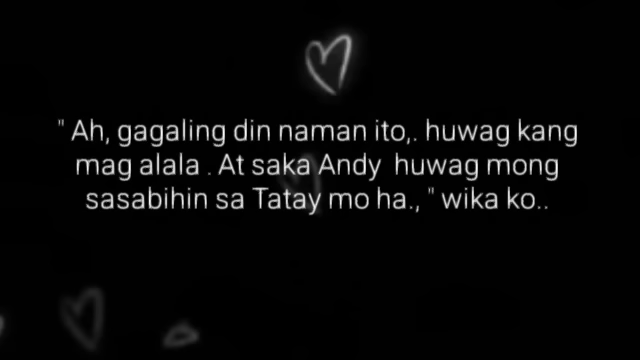 " Ah, gagaling din naman ito,. huwag kang
mag alala . At saka Andy  huwag mong
sasabihin sa Tatay mo ha., " wika ko..